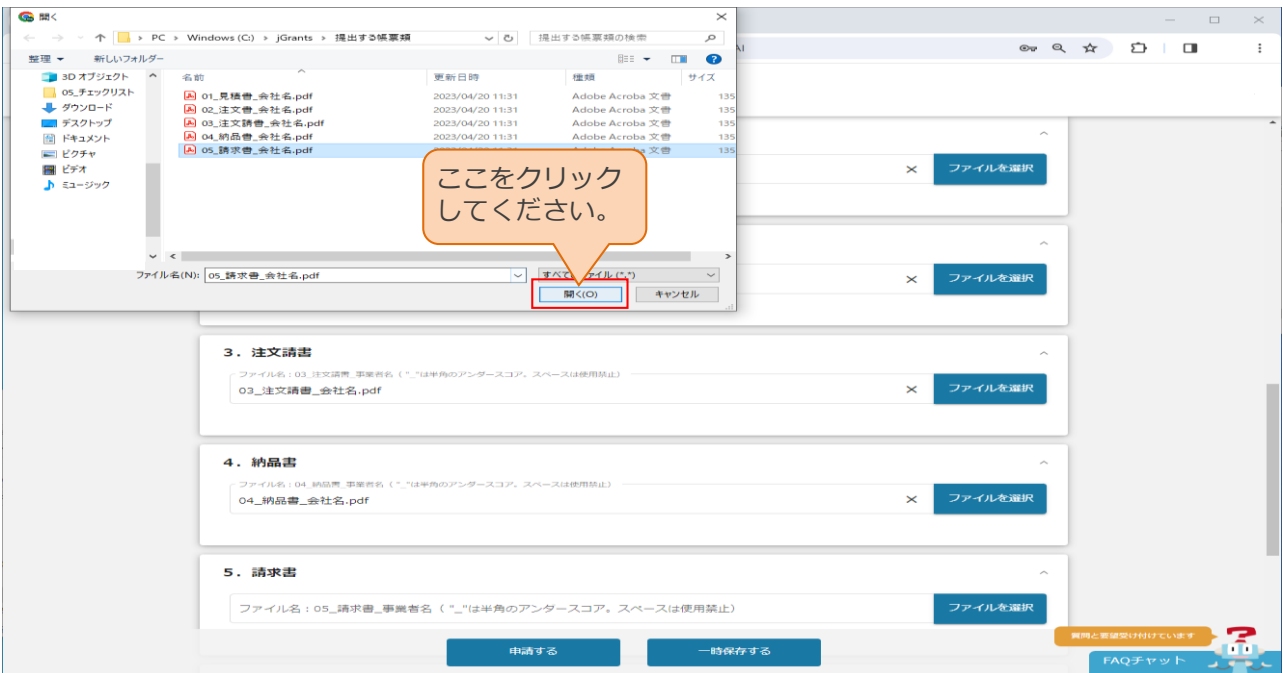 開く
PC › Windows (C:) › jGrants › 提出する帳票類
提出する帳票類の検索
整理
新しいフォルダー
3D オブジェクト
05_チェックリスト
ダウンロード
デスクトップ
ドキュメント
ピクチャ
ビデオ
ミュージック
名前 更新日時 種類 サイズ
01_見積書_会社名.pdf 2023/04/20 11:31 Adobe Acroba 文書 135
02_注文書_会社名.pdf 2023/04/20 11:31 Adobe Acroba 文書 135
03_注文請書_会社名.pdf 2023/04/20 11:31 Adobe Acroba 文書 135
04_納品書_会社名.pdf 2023/04/20 11:31 Adobe Acroba 文書 135
05_請求書_会社名.pdf 文書 135
ここをクリック
してください。
ファイル名(N): 05_請求書_会社名.pdf
開く(O) キャンセル
ファイルを選択
ファイルを選択
3. 注文請書
ファイル名：03_注文請書_事業者名（ "_"は半角のアンダースコア。スペースは使用禁止）
03_注文請書_会社名.pdf
ファイルを選択
4. 納品書
ファイル名：04_納品書_事業者名（ "_"は半角のアンダースコア。スペースは使用禁止）
04_納品書_会社名.pdf
ファイルを選択
5. 請求書
ファイル名：05_請求書_事業者名（ "_"は半角のアンダースコア。スペースは使用禁止）
ファイルを選択
申請する
一時保存する
質問と要望受け付けています
FAQチャット